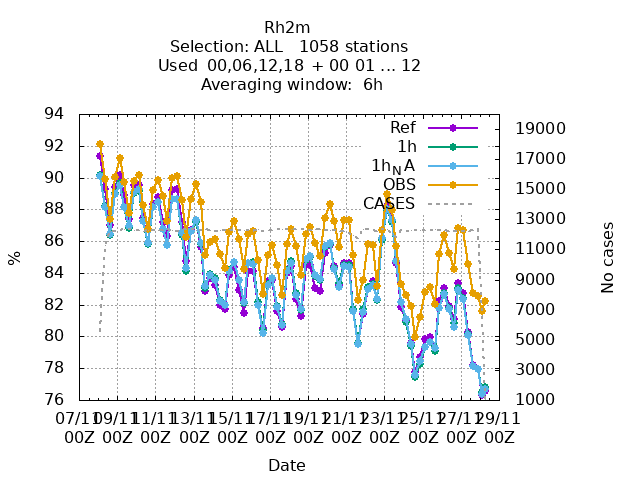 Rh2m
Selection: ALL 1058 stations
Used 00,06,12,18 + 00 01 ... 12
Averaging window: 6h
94 92 90 88 86 84 82 80 78 76
%
Ref
1h
1h_NA
OBS
CASES
19000 17000 15000 13000 11000 9000 7000 5000 3000 1000
No cases
07/11 09/11 11/11 13/11 15/11 17/11 19/11 21/11 23/11 25/11 27/11 29/11
00Z 00Z 00Z 00Z 00Z 00Z 00Z 00Z 00Z 00Z 00Z 00Z
Date